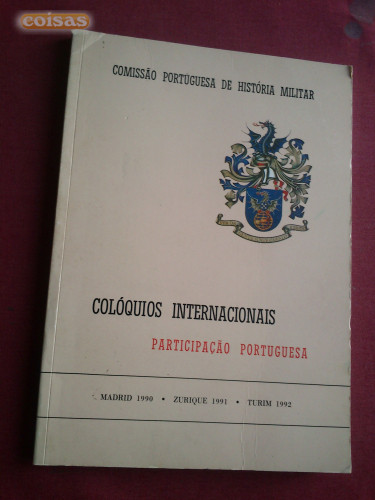 coisas
COMISSÃO PORTUGUESA DE HISTÓRIA MILITAR
COLÓQUIOS INTERNACIONAIS
PARTICIPAÇÃO PORTUGUESA
MADRID 1990 • ZURIQUE 1991 • TURIM 1992